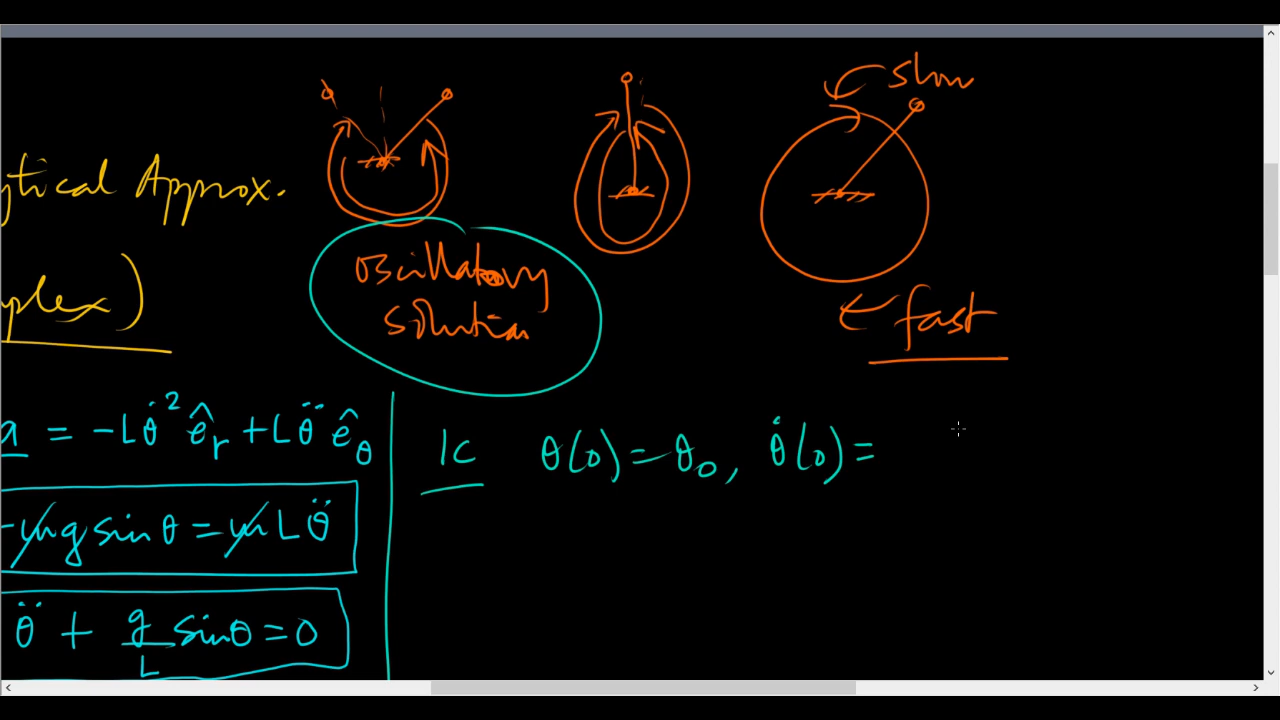 slow
ytical Approx.
oscillatory
solution
plex)
fast
a = -Lθ̇² ê_r + Lθ̈ ê_θ
IC θ(0) = θ₀, θ̇(0) =
-mg sin θ = mLθ̈
θ̈ + g/L sinθ = 0